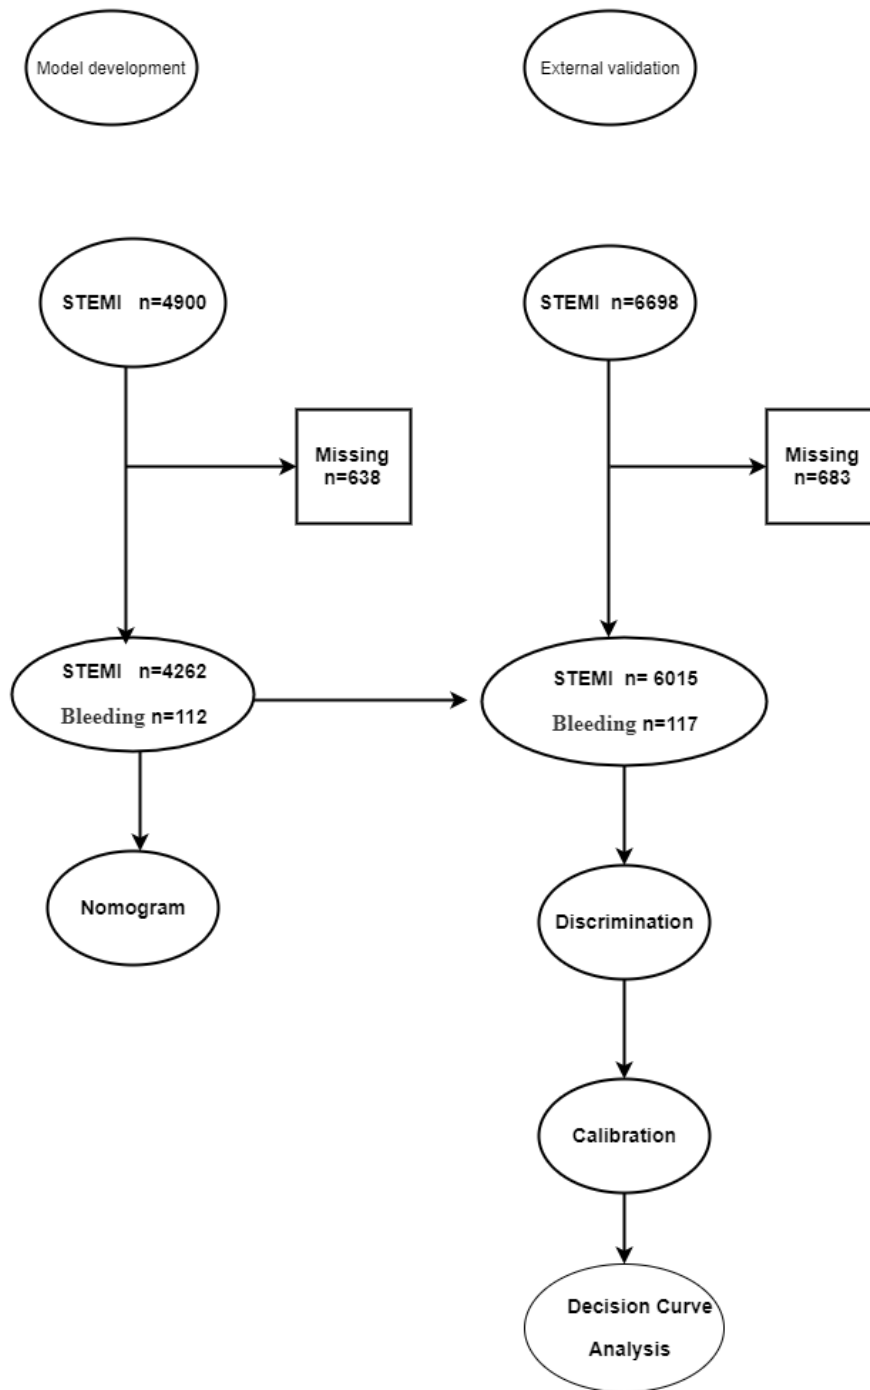 Model development
External validation
STEMI n=4900
STEMI n=6698
Missing
n=638
Missing
n=683
STEMI n=4262
Bleeding n=112
STEMI n= 6015
Bleeding n=117
Nomogram
Discrimination
Calibration
Decision Curve
Analysis